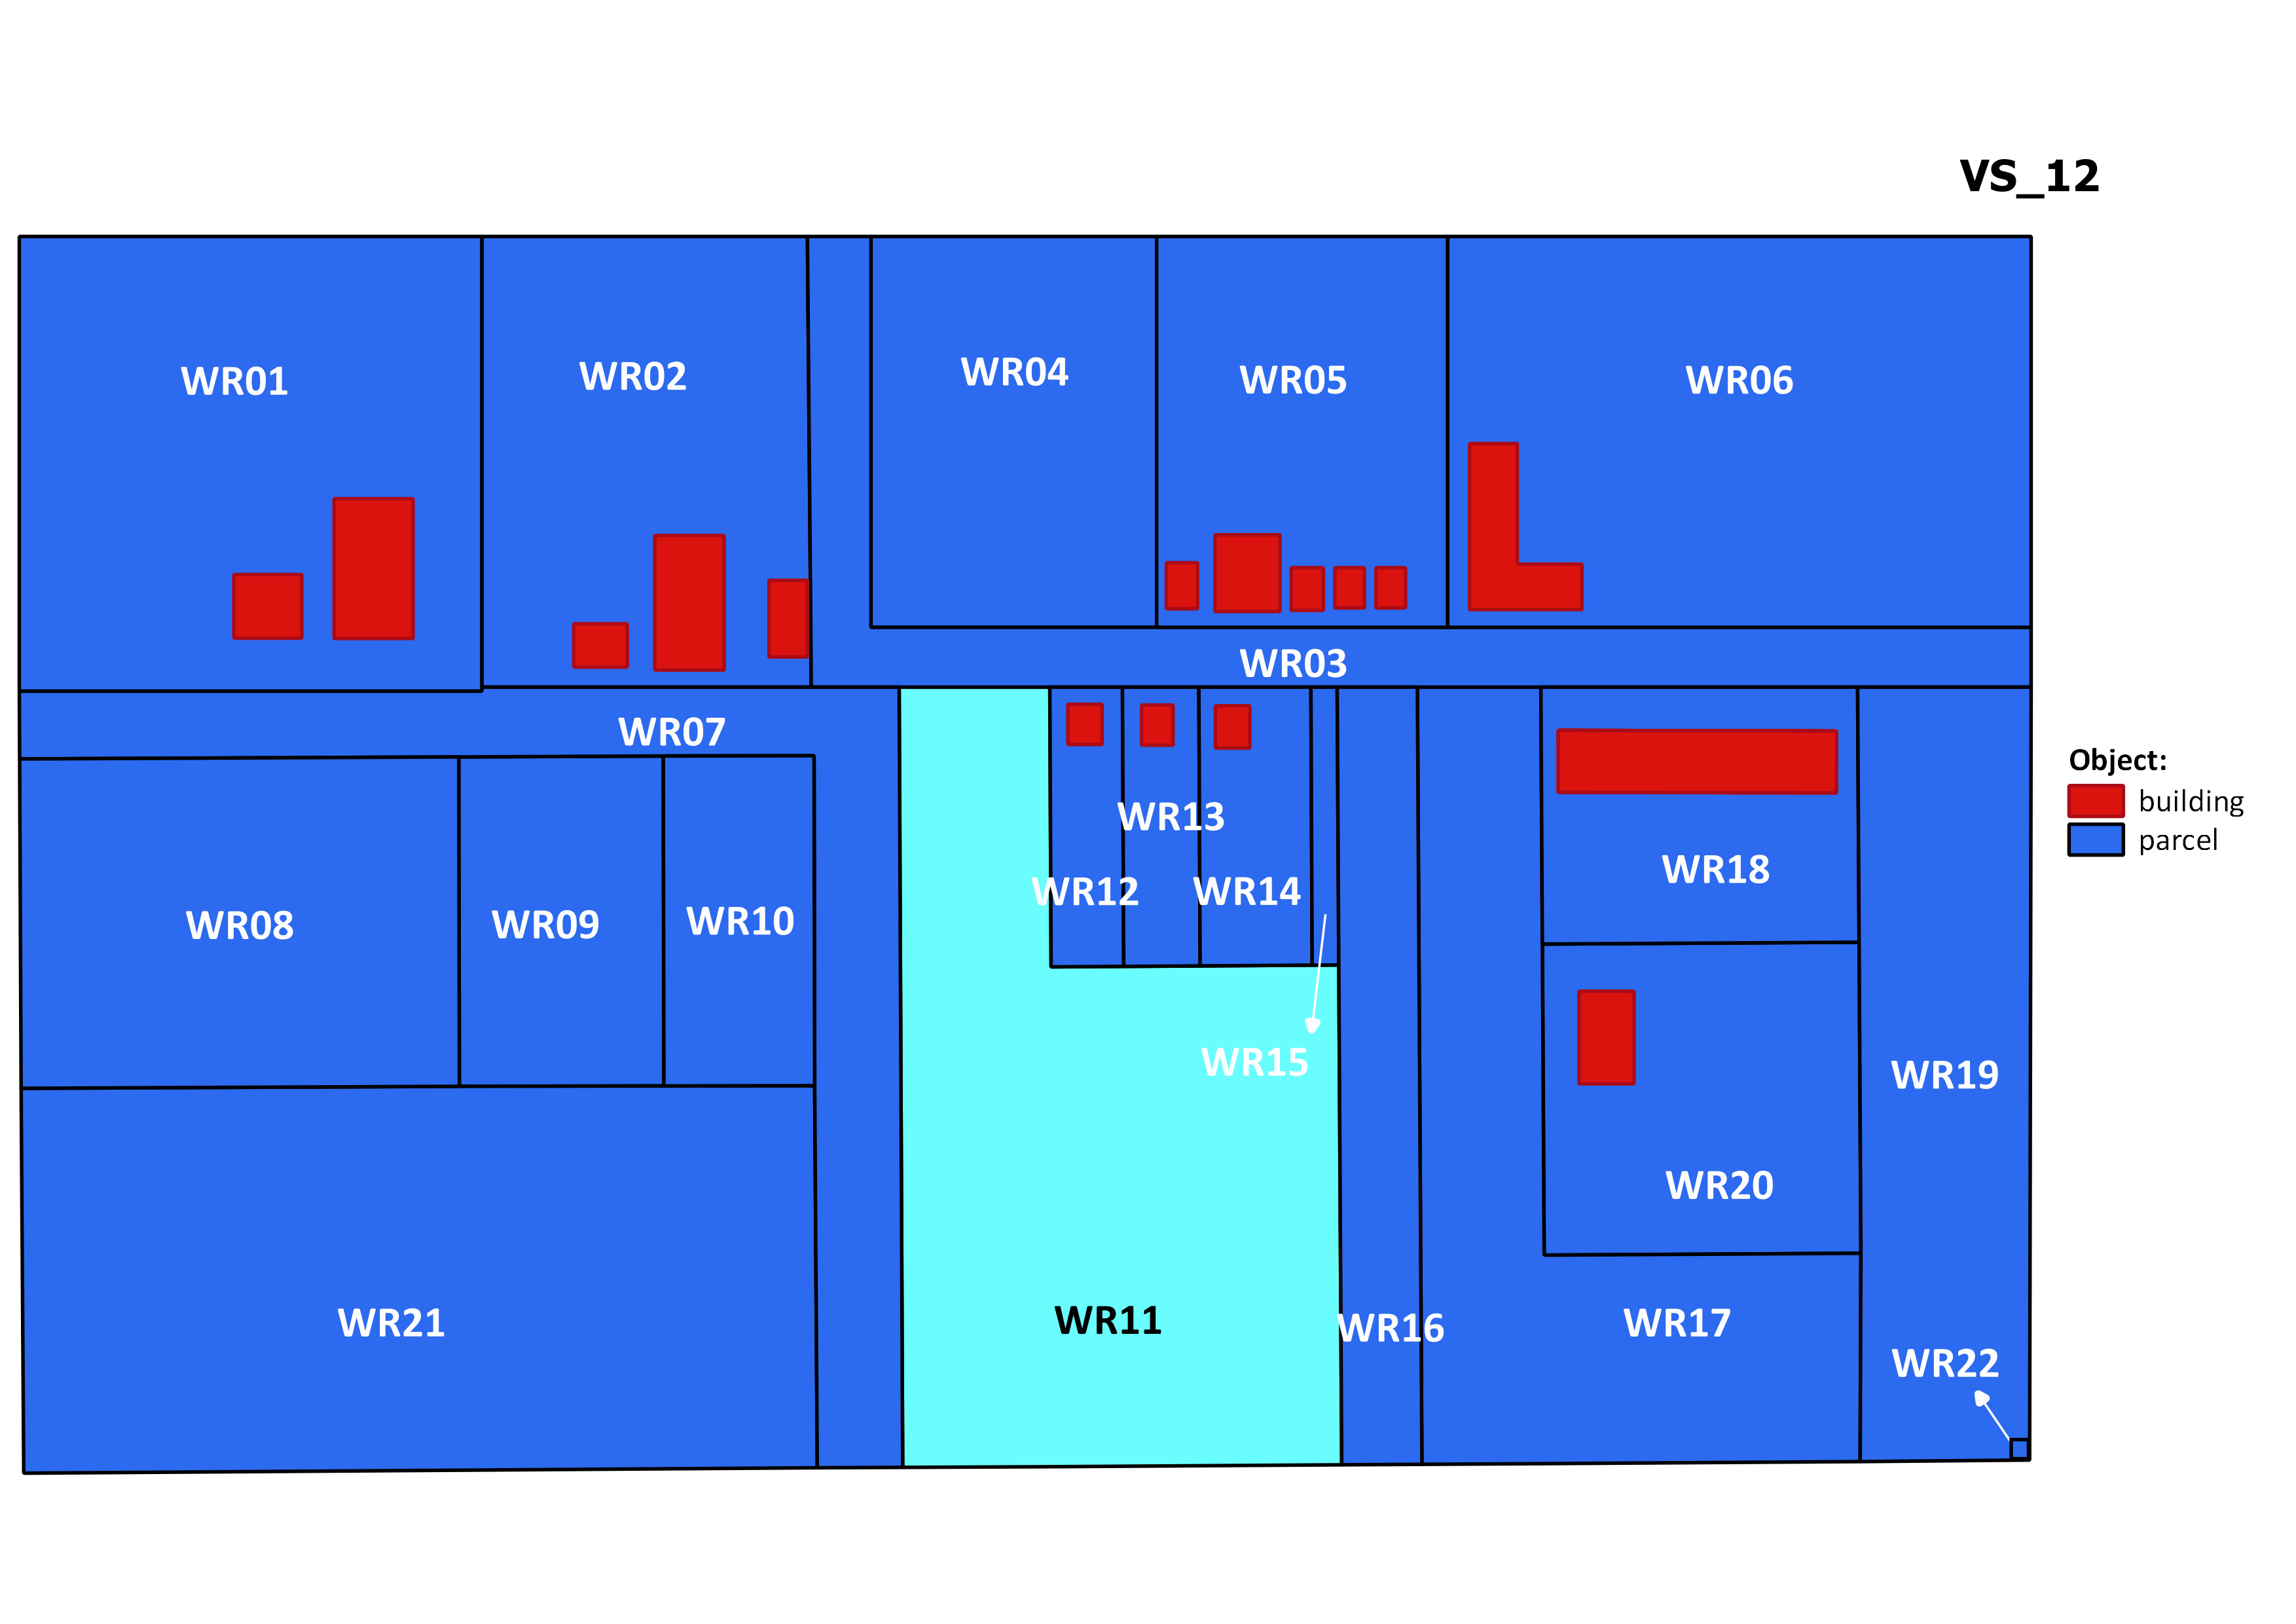 VS_12
WR01
WR02
WR04
WR05
WR06
WR03
WR07
Object:
building
parcel
WR13
WR18
WR12
WR14
WR08
WR09
WR10
WR15
WR19
WR20
WR21
WR11
WR16
WR17
WR22